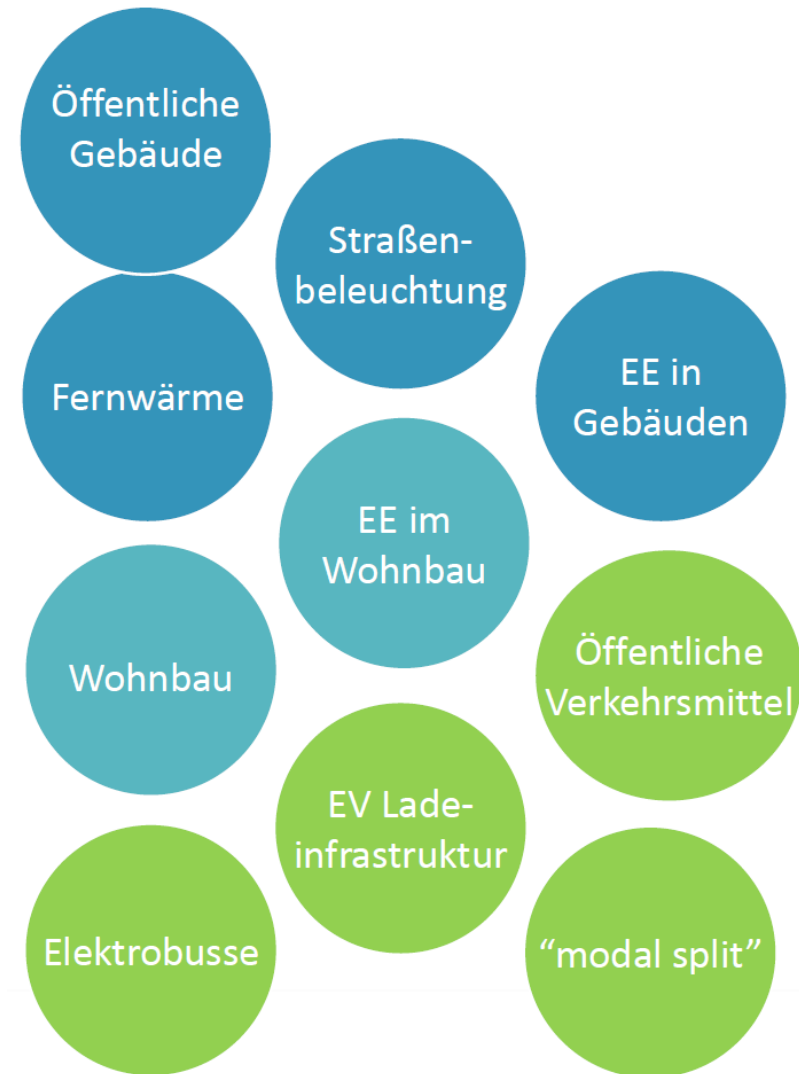 Öffentliche
Gebäude
Straßen-
beleuchtung
Fernwärme
EE in
Gebäuden
EE im
Wohnbau
Wohnbau
Öffentliche
Verkehrsmittel
EV Lade-
infrastruktur
Elektrobusse
“modal split”